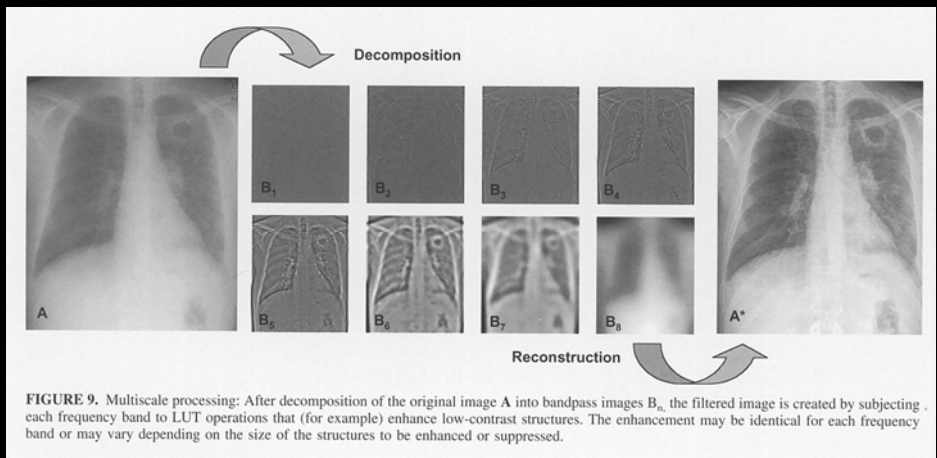 Decomposition
A
B1
B2
B3
B4
B5
B6
B7
B8
A*
Reconstruction
FIGURE 9. Multiscale processing: After decomposition of the original image A into bandpass images Bn, the filtered image is created by subjecting
each frequency band to LUT operations that (for example) enhance low-contrast structures. The enhancement may be identical for each frequency
band or may vary depending on the size of the structures to be enhanced or suppressed.